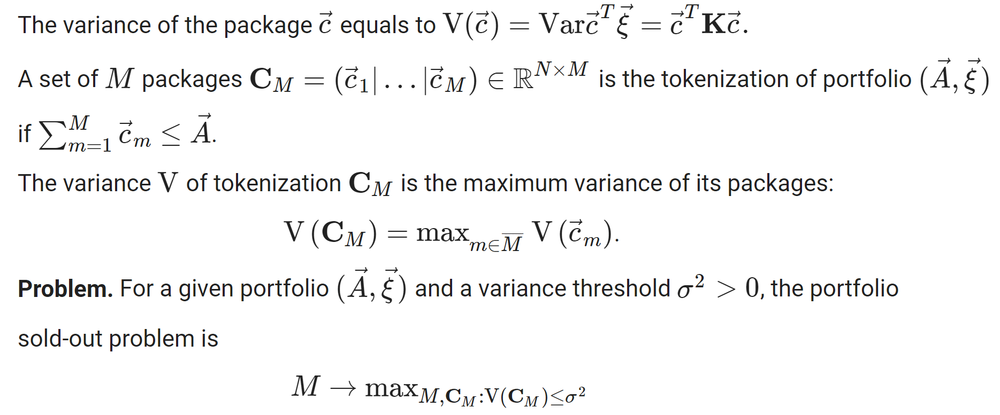 The variance of the package $\vec{c}$ equals to $\mathrm{V}(\vec{c}) = \mathrm{Var}\vec{c}^T\vec{\xi} = \vec{c}^T\mathbf{K}\vec{c}.$
A set of $M$ packages $\mathbf{C}_M = (\vec{c}_1|\ldots|\vec{c}_M) \in \mathbb{R}^{N \times M}$ is the tokenization of portfolio $(\vec{A}, \vec{\xi})$
if $\sum_{m=1}^{M} \vec{c}_m \leq \vec{A}.$
The variance $\mathrm{V}$ of tokenization $\mathbf{C}_M$ is the maximum variance of its packages:
$\mathrm{V}(\mathbf{C}_M) = \max_{m \in \overline{M}} \mathrm{V}(\vec{c}_m).$
Problem. For a given portfolio $(\vec{A}, \vec{\xi})$ and a variance threshold $\sigma^2 > 0$, the portfolio
sold-out problem is
$M \rightarrow \max_{M, \mathbf{C}_M : \mathrm{V}(\mathbf{C}_M) \leq \sigma^2}$